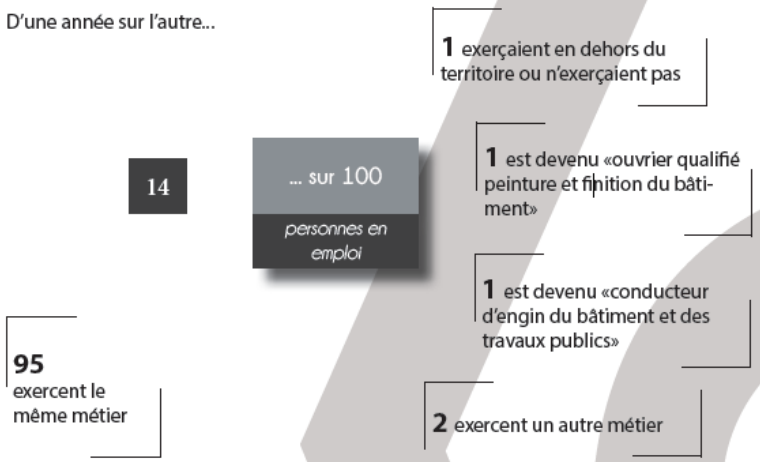 D'une année sur l'autre...
1 exerçaient en dehors du
territoire ou n'exerçaient pas
14
... sur 100
personnes en
emploi
1 est devenu «ouvrier qualifié
peinture et finition du bâti-
ment»
1 est devenu «conducteur
d'engin du bâtiment et des
travaux publics»
95
exercent le
même métier
2 exercent un autre métier